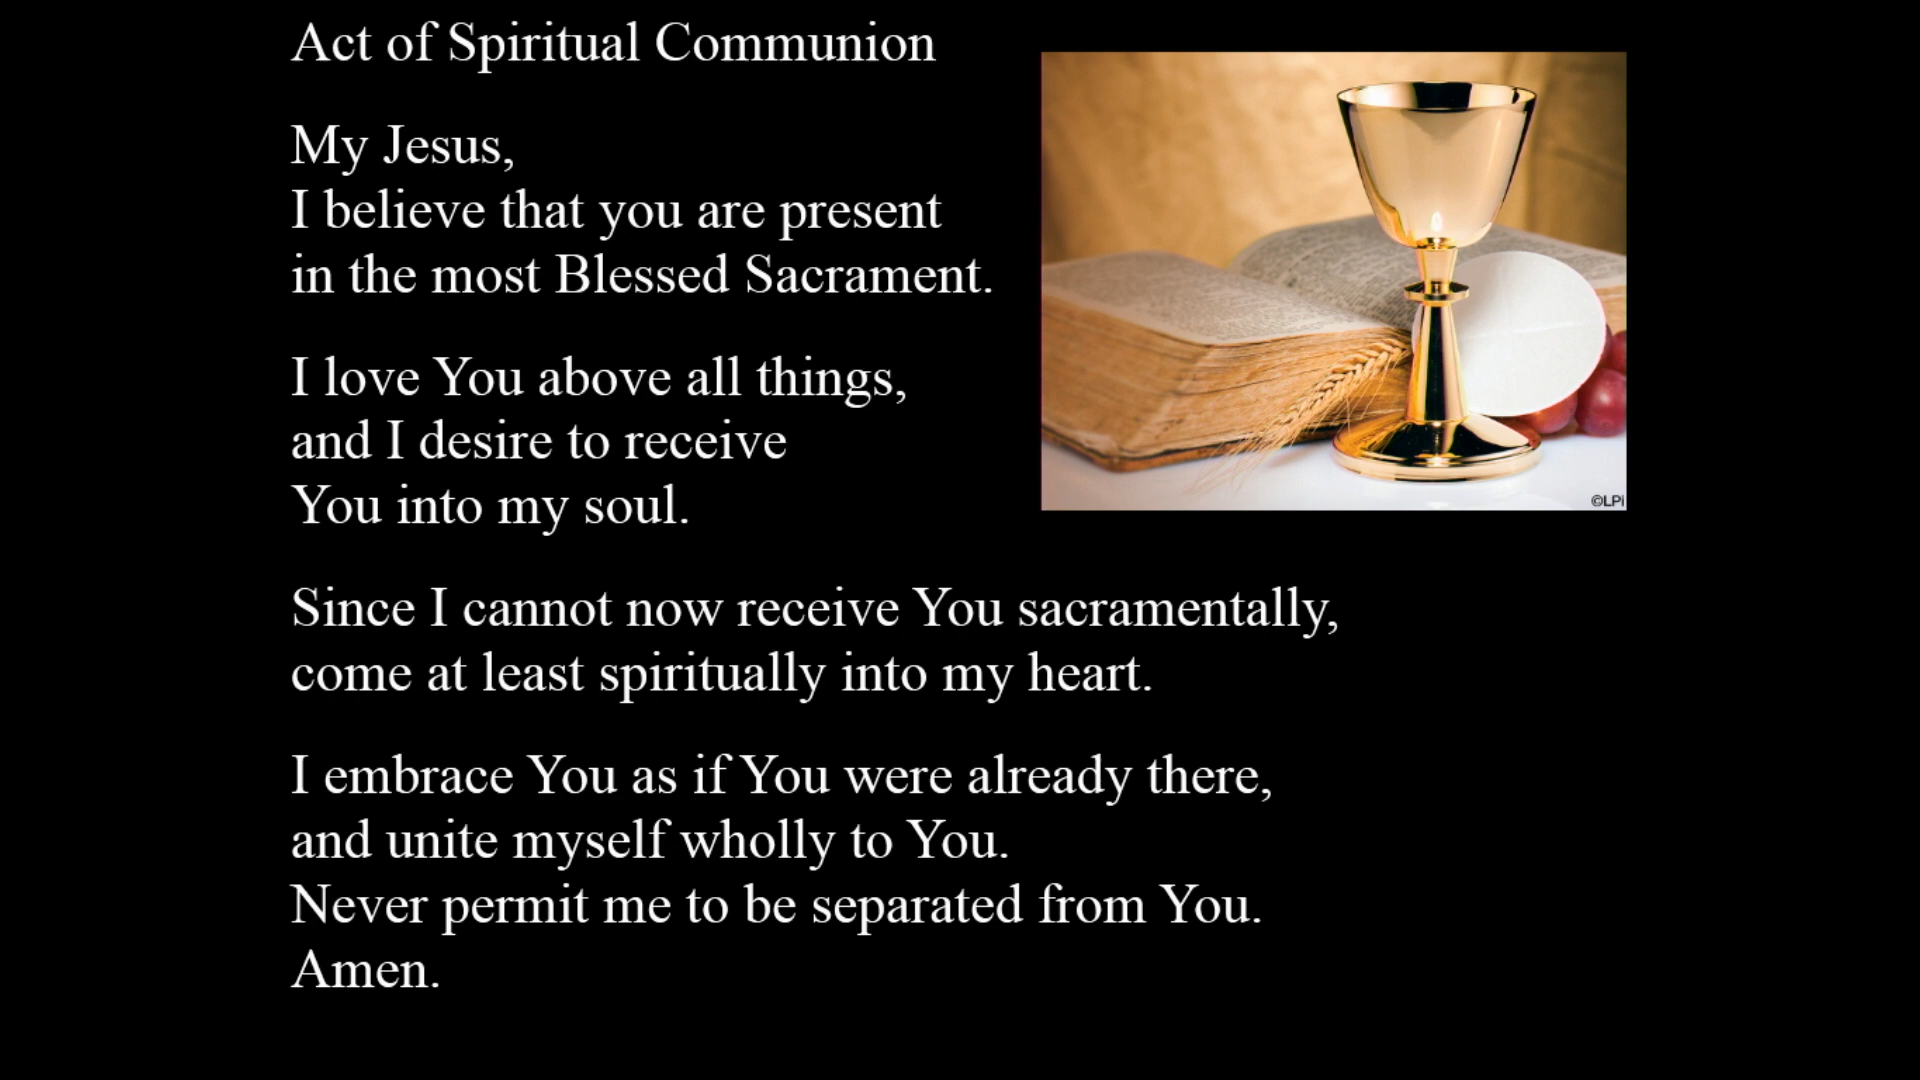 Act of Spiritual Communion
My Jesus,
I believe that you are present
in the most Blessed Sacrament.
I love You above all things,
and I desire to receive
You into my soul.
Since I cannot now receive You sacramentally,
come at least spiritually into my heart.
I embrace You as if You were already there,
and unite myself wholly to You.
Never permit me to be separated from You.
Amen.
©LPi